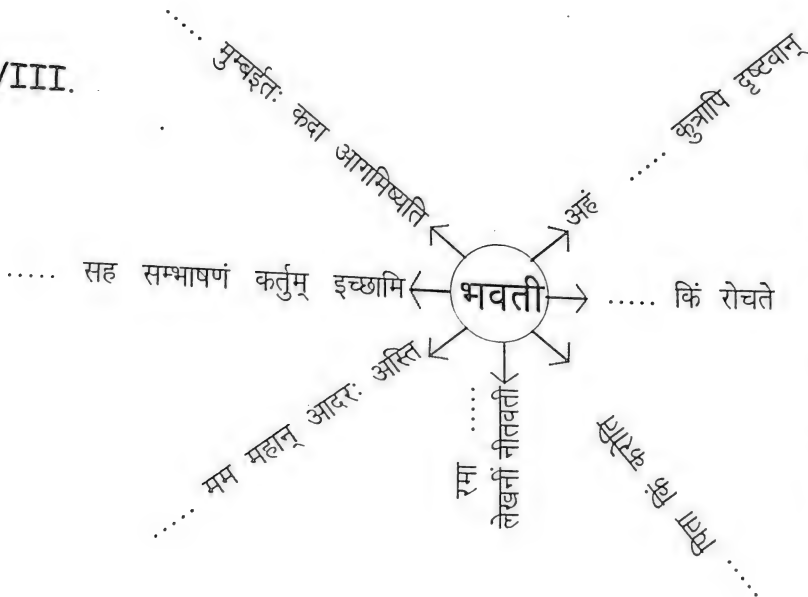 VIII.
..... मुम्बईतः कदा आगमिष्यति
अहं ..... कुत्रापि दृष्टवान्
..... सह सम्भाषणं कर्तुम् इच्छामि
भवती
..... किं रोचते
..... मम महान् आदरः अस्ति
रमा .....
लेखनीं नीतवती
..... पिता किं करोति